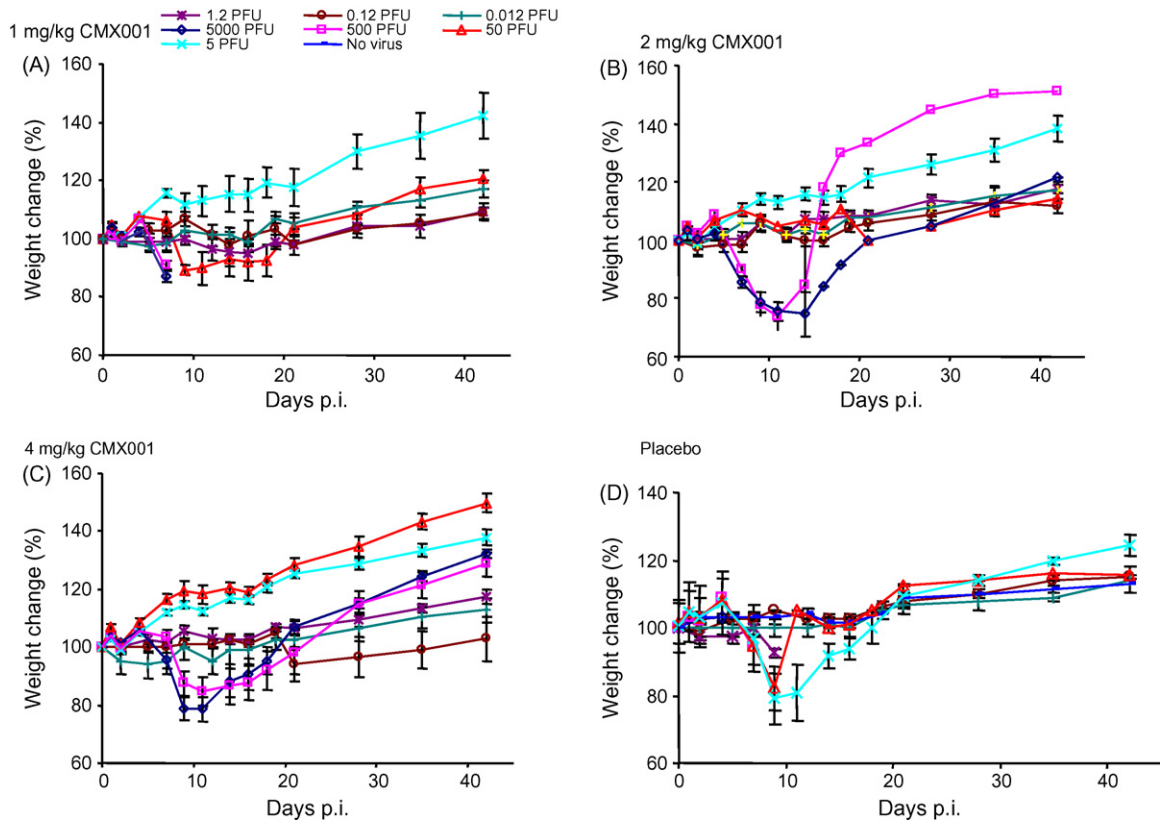 1.2 PFU 0.12 PFU 0.012 PFU
1 mg/kg CMX001 5000 PFU 500 PFU 50 PFU
5 PFU No virus
2 mg/kg CMX001
(A)
160
140
120
100
80
60
Weight change (%)
0 10 20 30 40
Days p.i.
(B)
160
140
120
100
80
60
Weight change (%)
0 10 20 30 40
Days p.i.
4 mg/kg CMX001
(C)
160
140
120
100
80
60
Weight change (%)
0 10 20 30 40
Days p.i.
Placebo
(D)
140
120
100
80
60
Weight change (%)
0 10 20 30 40
Days p.i.